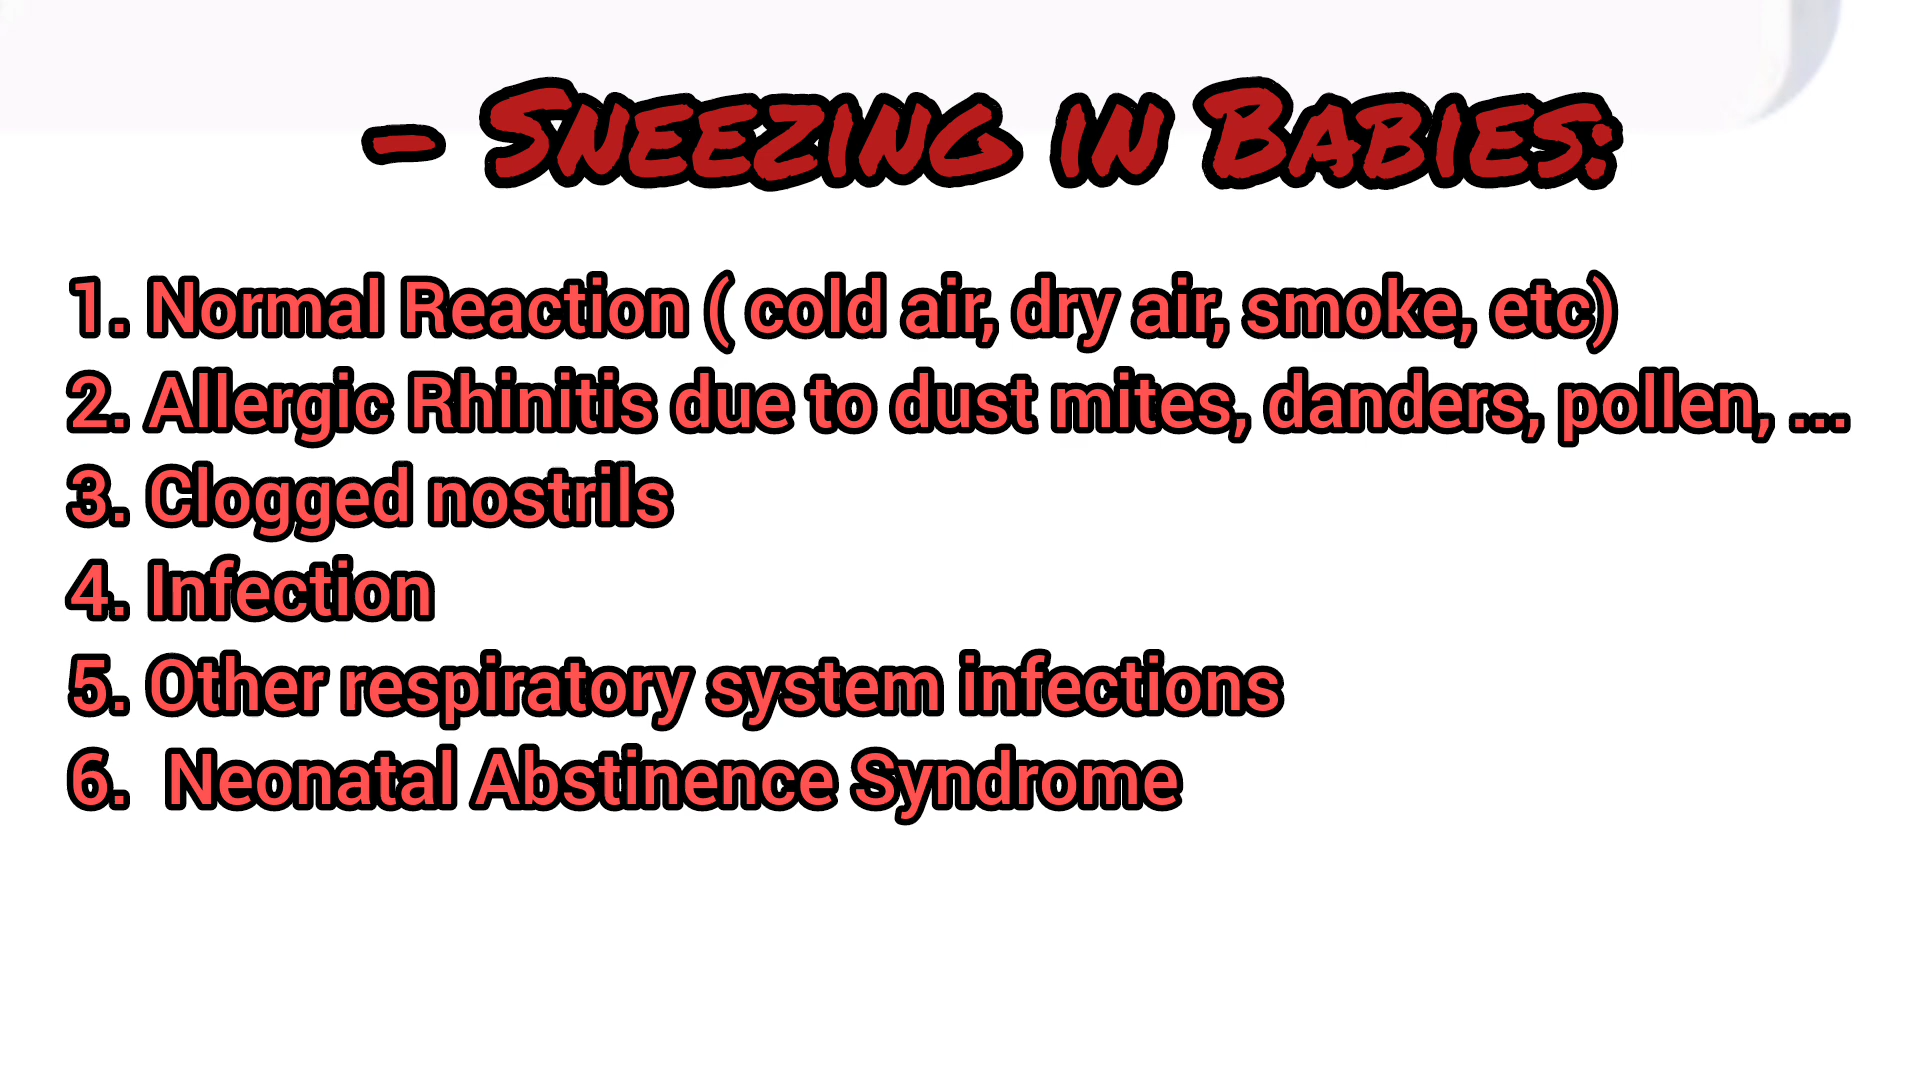 - Sneezing in Babies:
1. Normal Reaction ( cold air, dry air, smoke, etc)
2. Allergic Rhinitis due to dust mites, danders, pollen, ...
3. Clogged nostrils
4. Infection
5. Other respiratory system infections
6.  Neonatal Abstinence Syndrome